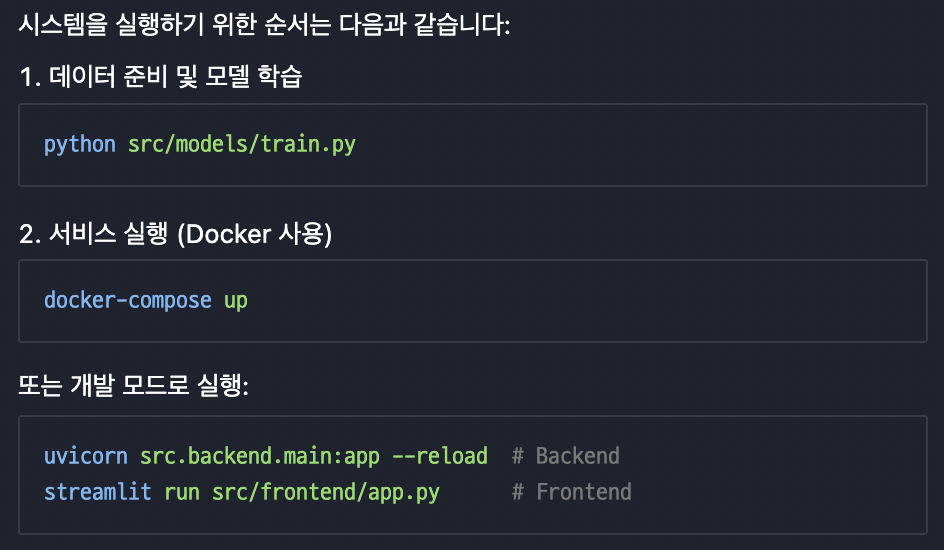 시스템을 실행하기 위한 순서는 다음과 같습니다:
1. 데이터 준비 및 모델 학습
python src/models/train.py
2. 서비스 실행 (Docker 사용)
docker-compose up
또는 개발 모드로 실행:
uvicorn src.backend.main:app --reload  # Backend
streamlit run src/frontend/app.py      # Frontend